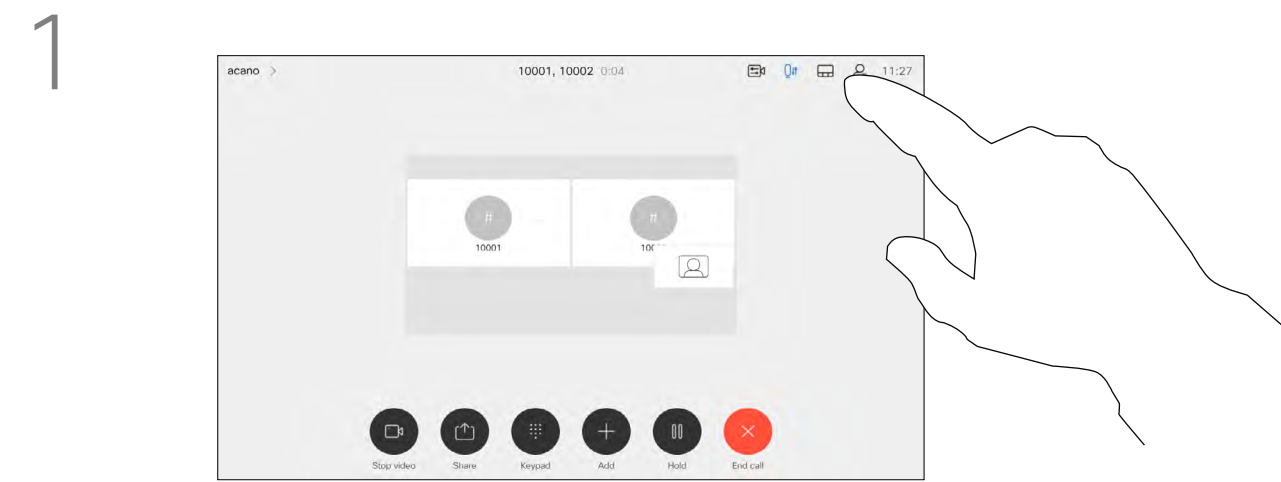 1
acano >
10001, 10002 0:04
11:27
#
#
10001
Stop video
Share
Keypad
Add
Hold
End call